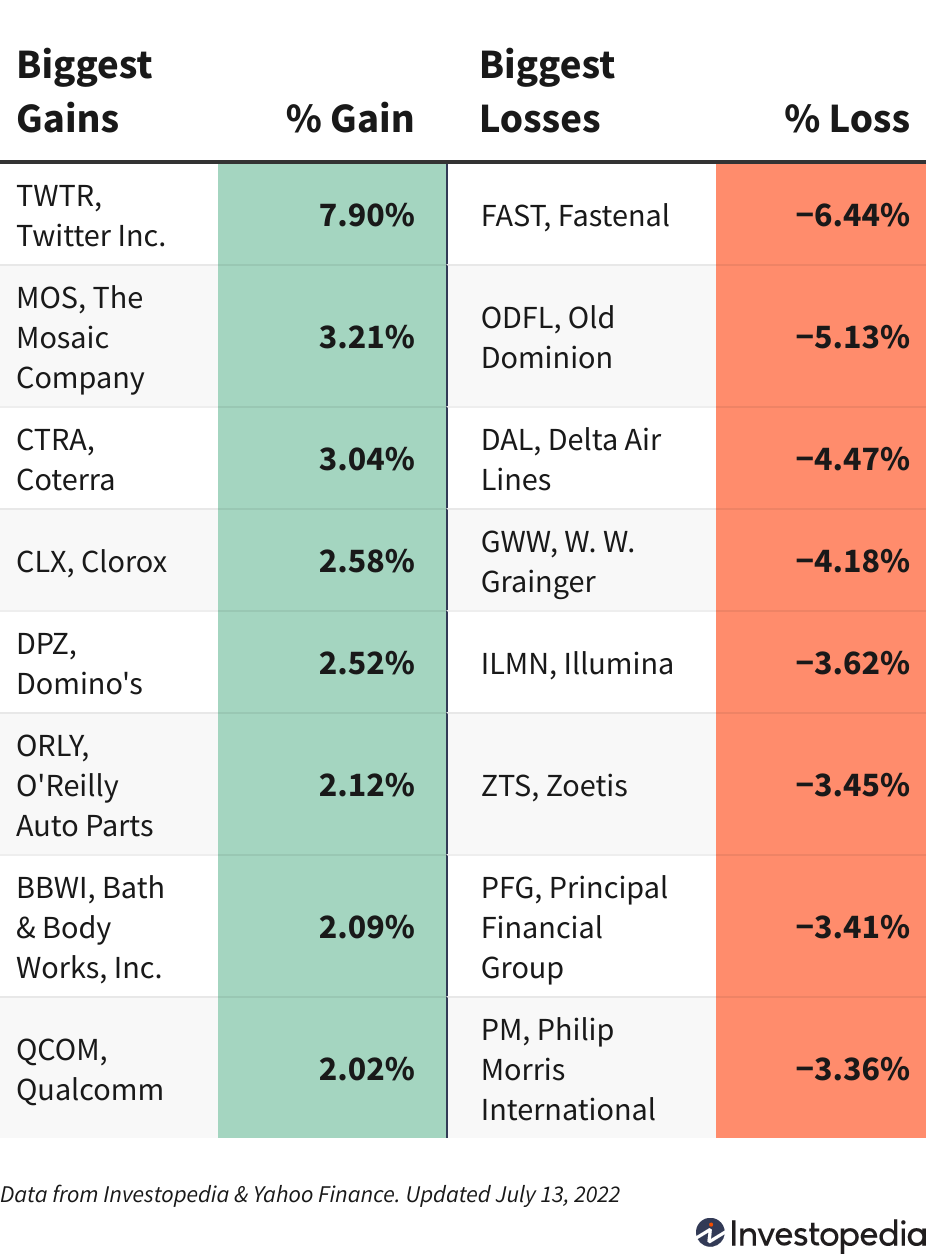 Biggest Gains % Gain Biggest Losses % Loss
TWTR, Twitter Inc. 7.90% FAST, Fastenal −6.44%
MOS, The Mosaic Company 3.21% ODFL, Old Dominion −5.13%
CTRA, Coterra 3.04% DAL, Delta Air Lines −4.47%
CLX, Clorox 2.58% GWW, W. W. Grainger −4.18%
DPZ, Domino's 2.52% ILMN, Illumina −3.62%
ORLY, O'Reilly Auto Parts 2.12% ZTS, Zoetis −3.45%
BBWI, Bath & Body Works, Inc. 2.09% PFG, Principal Financial Group −3.41%
QCOM, Qualcomm 2.02% PM, Philip Morris International −3.36%
Data from Investopedia & Yahoo Finance. Updated July 13, 2022
Investopedia